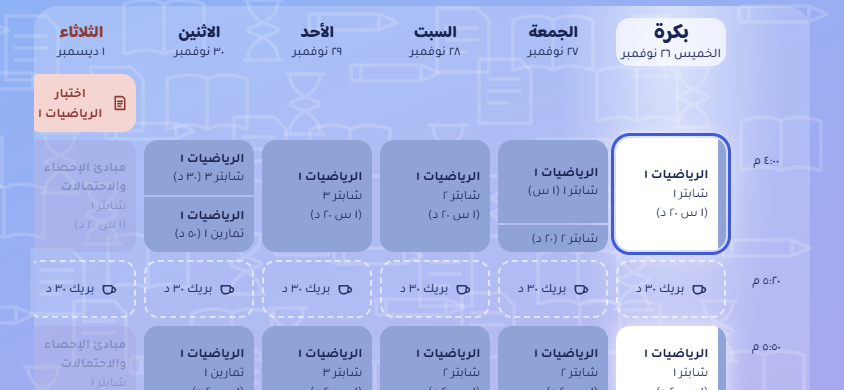 بكرة
الخميس ٢٦ نوفمبر
الجمعة
٢٧ نوفمبر
السبت
٢٨ نوفمبر
الأحد
٢٩ نوفمبر
الاثنين
٣٠ نوفمبر
الثلاثاء
١ ديسمبر
اختبار
الرياضيات ١
٤:٠٠ م
الرياضيات ١
شابتر ١
(١ س ٢٠ د)
الرياضيات ١
شابتر ١ (١ س)
شابتر ٢ (٢٠ د)
الرياضيات ١
شابتر ٢
(١ س ٢٠ د)
الرياضيات ١
شابتر ٣
(١ س ٢٠ د)
الرياضيات ١
شابتر ٣ (٣٠ د)
الرياضيات ١
تمارين ١ (٥٠ د)
مبادئ الإحصاء
والاحتمالات
شابتر ١
(١ س ٢٠ د)
٥:٢٠ م
بريك ٣٠ د
بريك ٣٠ د
بريك ٣٠ د
بريك ٣٠ د
بريك ٣٠ د
بريك ٣٠ د
٥:٥٠ م
الرياضيات ١
شابتر ١
الرياضيات ١
شابتر ٢
الرياضيات ١
شابتر ٢
الرياضيات ١
شابتر ٣
الرياضيات ١
تمارين ١
مبادئ الإحصاء
والاحتمالات
شابتر ١